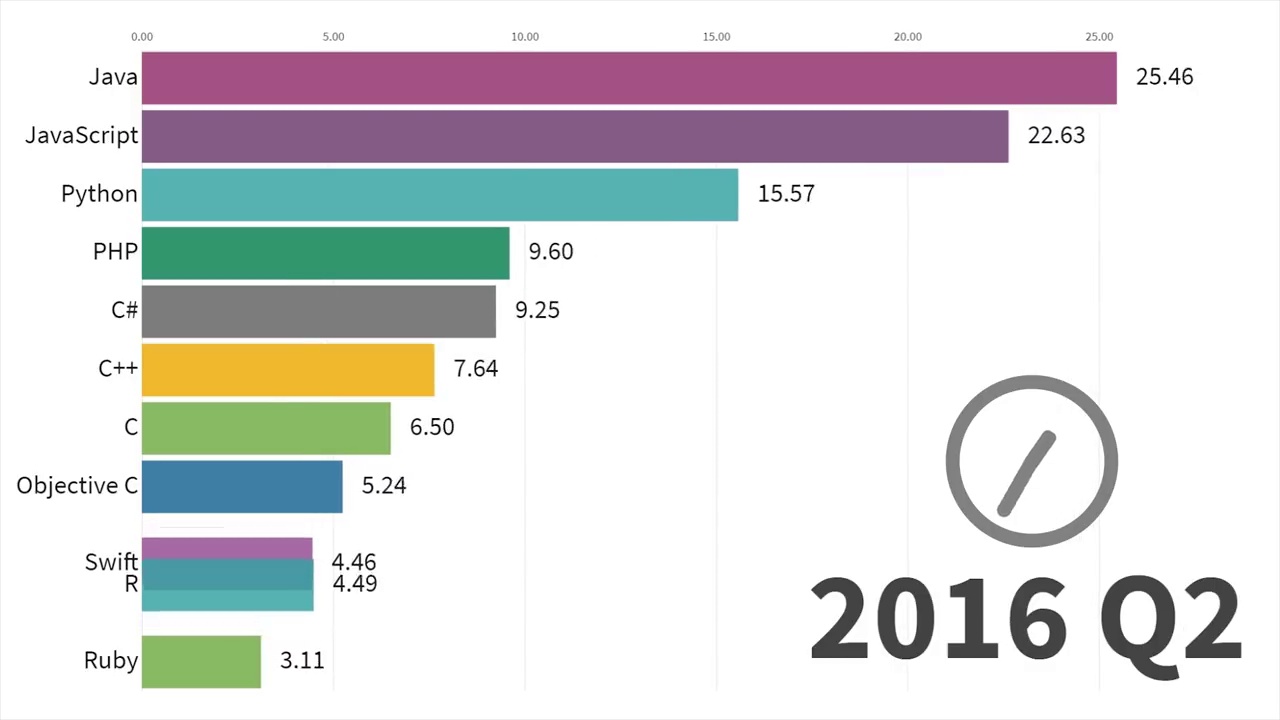 0.00 5.00 10.00 15.00 20.00 25.00
Java 25.46
JavaScript 22.63
Python 15.57
PHP 9.60
C# 9.25
C++ 7.64
C 6.50
Objective C 5.24
Swift 4.46
R 4.49
Ruby 3.11
2016 Q2